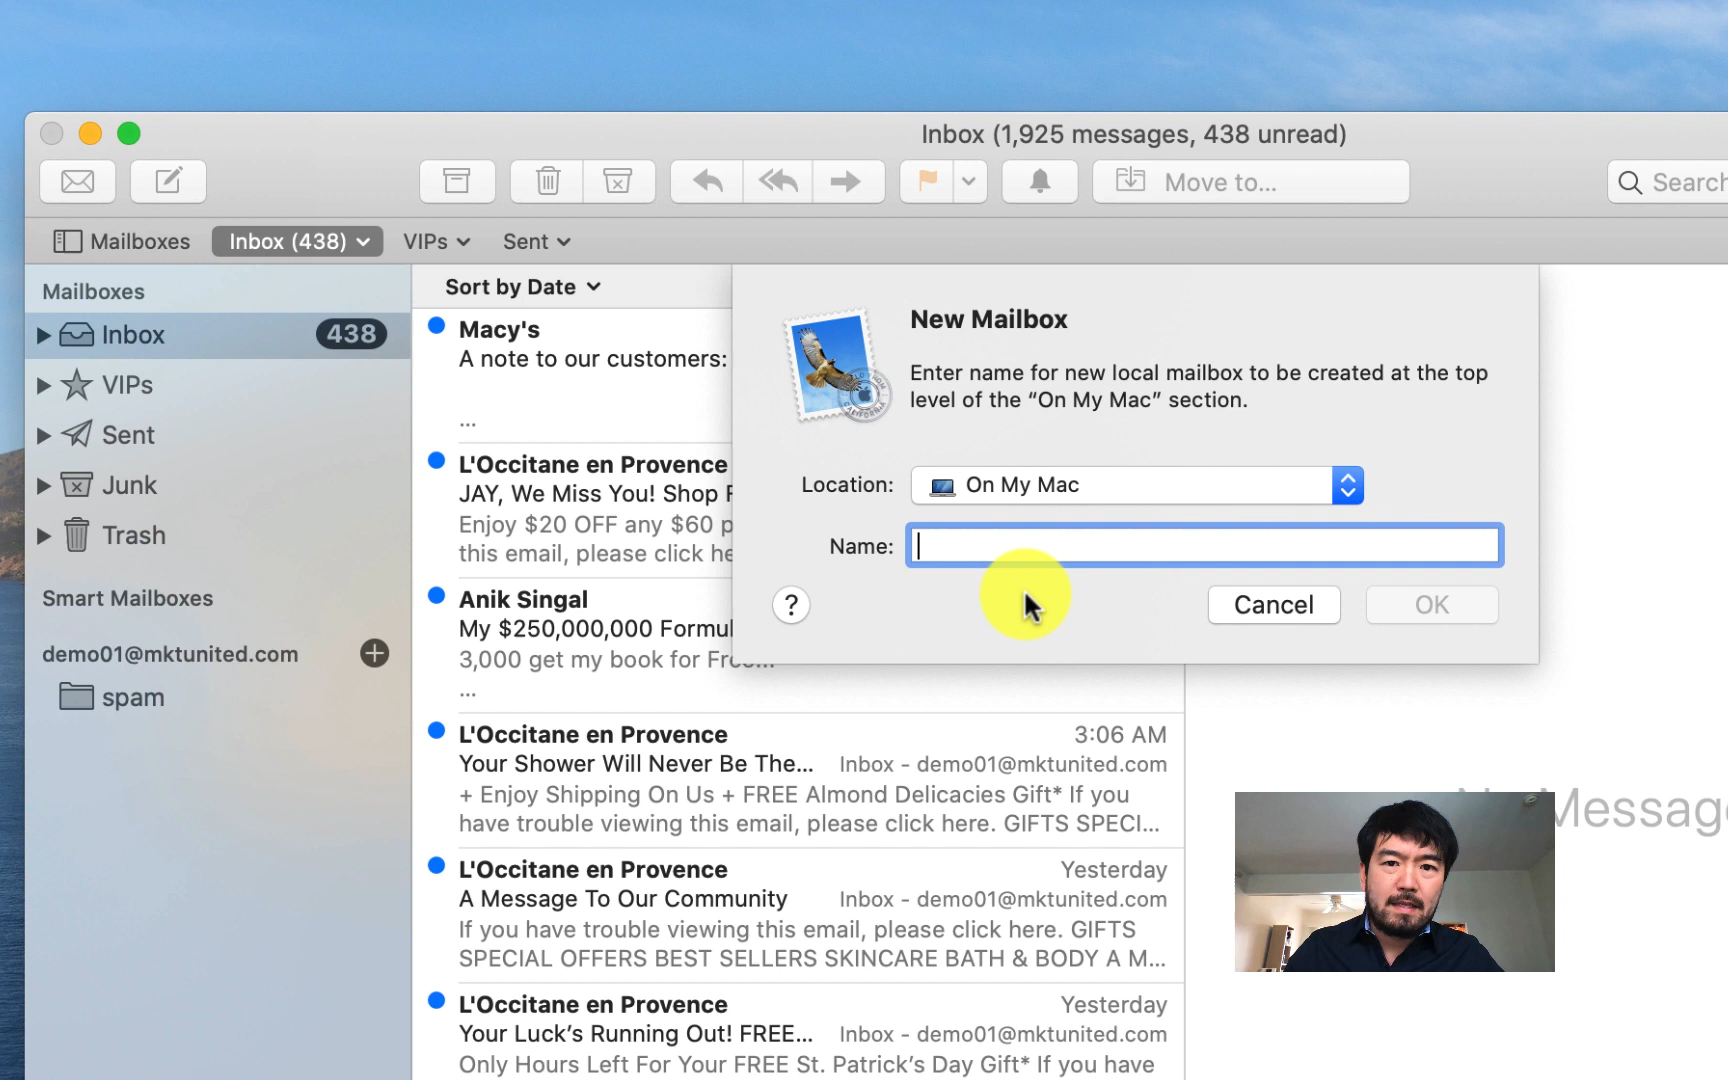 Inbox (1,925 messages, 438 unread)
Move to...
Search
Mailboxes
Inbox (438)
VIPs
Sent
Mailboxes
Inbox
438
VIPs
Sent
Junk
Trash
Smart Mailboxes
demo01@mktunited.com
spam
Sort by Date
Macy's
A note to our customers:
...
L'Occitane en Provence
JAY, We Miss You! Shop
Enjoy $20 OFF any $60
this email, please click
Anik Singal
My $250,000,000
3,000 get my book for
...
L'Occitane en Provence
3:06 AM
Your Shower Will Never Be The...
Inbox - demo01@mktunited.com
+ Enjoy Shipping On Us + FREE Almond Delicacies Gift* If you
have trouble viewing this email, please click here. GIFTS SPECI...
L'Occitane en Provence
Yesterday
A Message To Our Community
Inbox - demo01@mktunited.com
If you have trouble viewing this email, please click here. GIFTS
SPECIAL OFFERS BEST SELLERS SKINCARE BATH & BODY A M...
L'Occitane en Provence
Yesterday
Your Luck's Running Out! FREE...
Inbox - demo01@mktunited.com
Only Hours Left For Your FREE St. Patrick's Day Gift* If you have
New Mailbox
Enter name for new local mailbox to be created at the top
level of the “On My Mac” section.
Location:
On My Mac
Name:
?
Cancel
OK